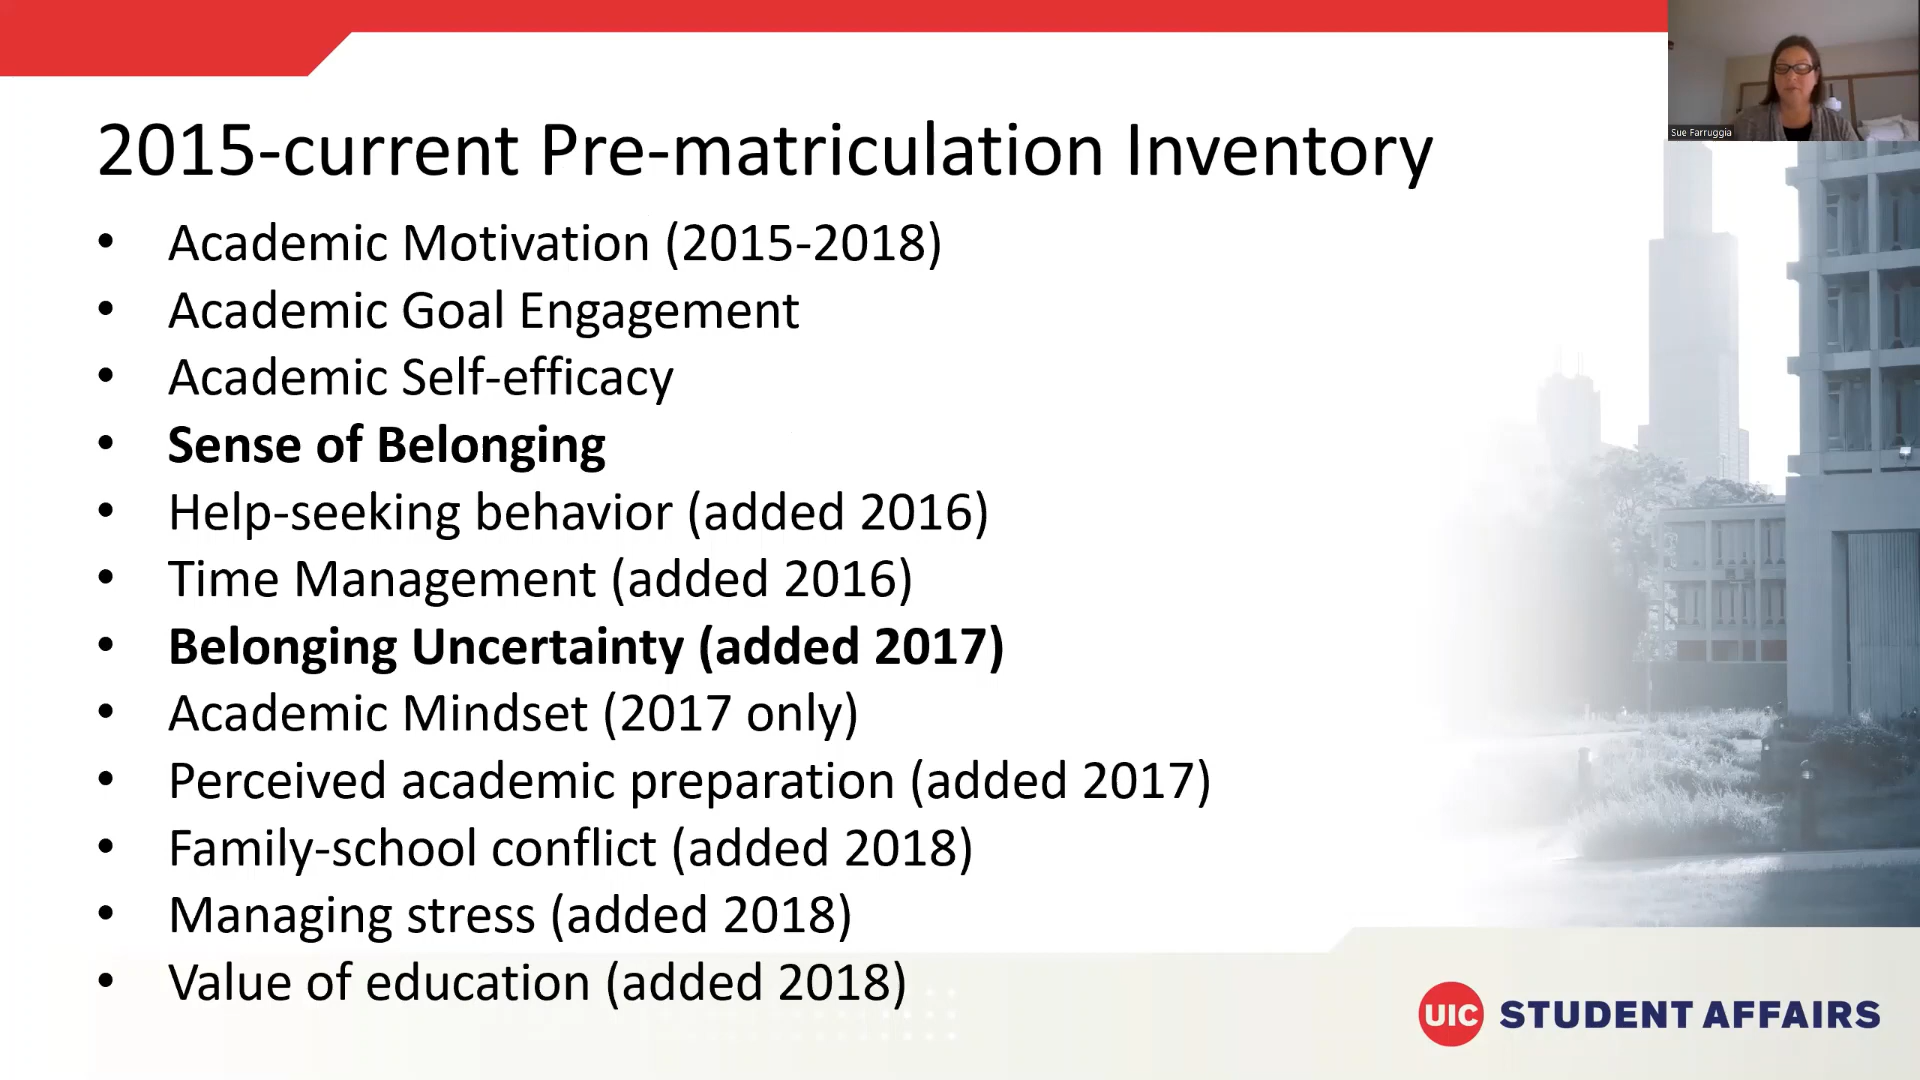 Sue Farruggia
2015-current Pre-matriculation Inventory
• Academic Motivation (2015-2018)
• Academic Goal Engagement
• Academic Self-efficacy
• Sense of Belonging
• Help-seeking behavior (added 2016)
• Time Management (added 2016)
• Belonging Uncertainty (added 2017)
• Academic Mindset (2017 only)
• Perceived academic preparation (added 2017)
• Family-school conflict (added 2018)
• Managing stress (added 2018)
• Value of education (added 2018)
UIC STUDENT AFFAIRS